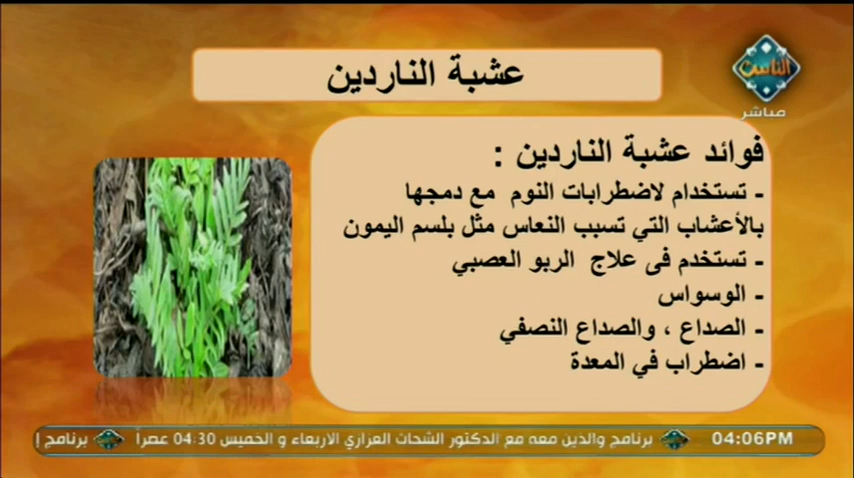 عشبة الناردين
الناس
مباشر
فوائد عشبة الناردين :
- تستخدام لاضطرابات النوم مع دمجها
بالأعشاب التي تسبب النعاس مثل بلسم اليمون
- تستخدم فى علاج الربو العصبي
- الوسواس
- الصداع ، والصداع النصفي
- اضطراب في المعدة
04:06PM
برنامج والذين معه مع الدكتور الشحات العزازي الاربعاء و الخميس 04:30 عصراً
برنامج إ